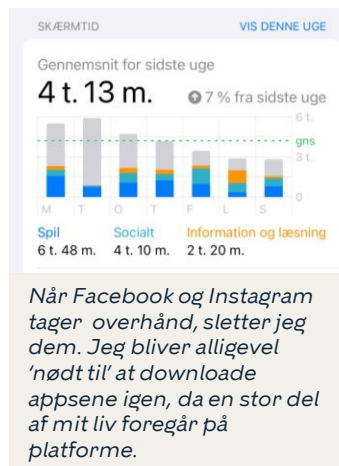 SKÆRMTID VIS DENNE UGE
Gennemsnit for sidste uge
4 t. 13 m. 7 % fra sidste uge
6 t.
gns
3 t.
0
M T O T F L S
Spil Socialt Information og læsning
6 t. 48 m. 4 t. 10 m. 2 t. 20 m.
Når Facebook og Instagram
tager overhånd, sletter jeg
dem. Jeg bliver alligevel
‘nødt til’ at downloade
appsene igen, da en stor del
af mit liv foregår på
platforme.